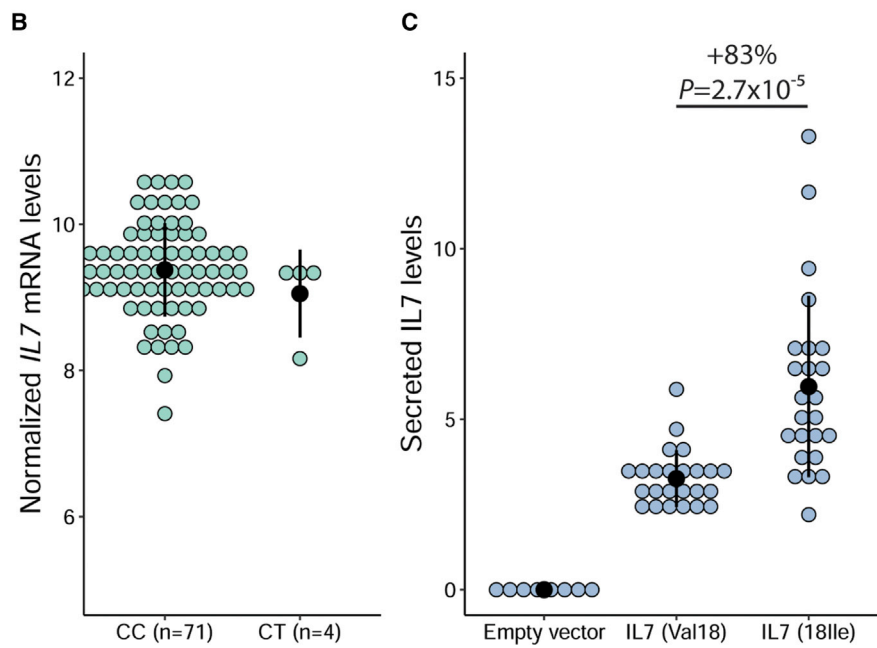 B
Normalized IL7 mRNA levels
12
10
8
6
CC (n=71)
CT (n=4)
C
Secreted IL7 levels
15
10
5
0
+83%
P=2.7x10⁻⁵
Empty vector
IL7 (Val18)
IL7 (18Ile)